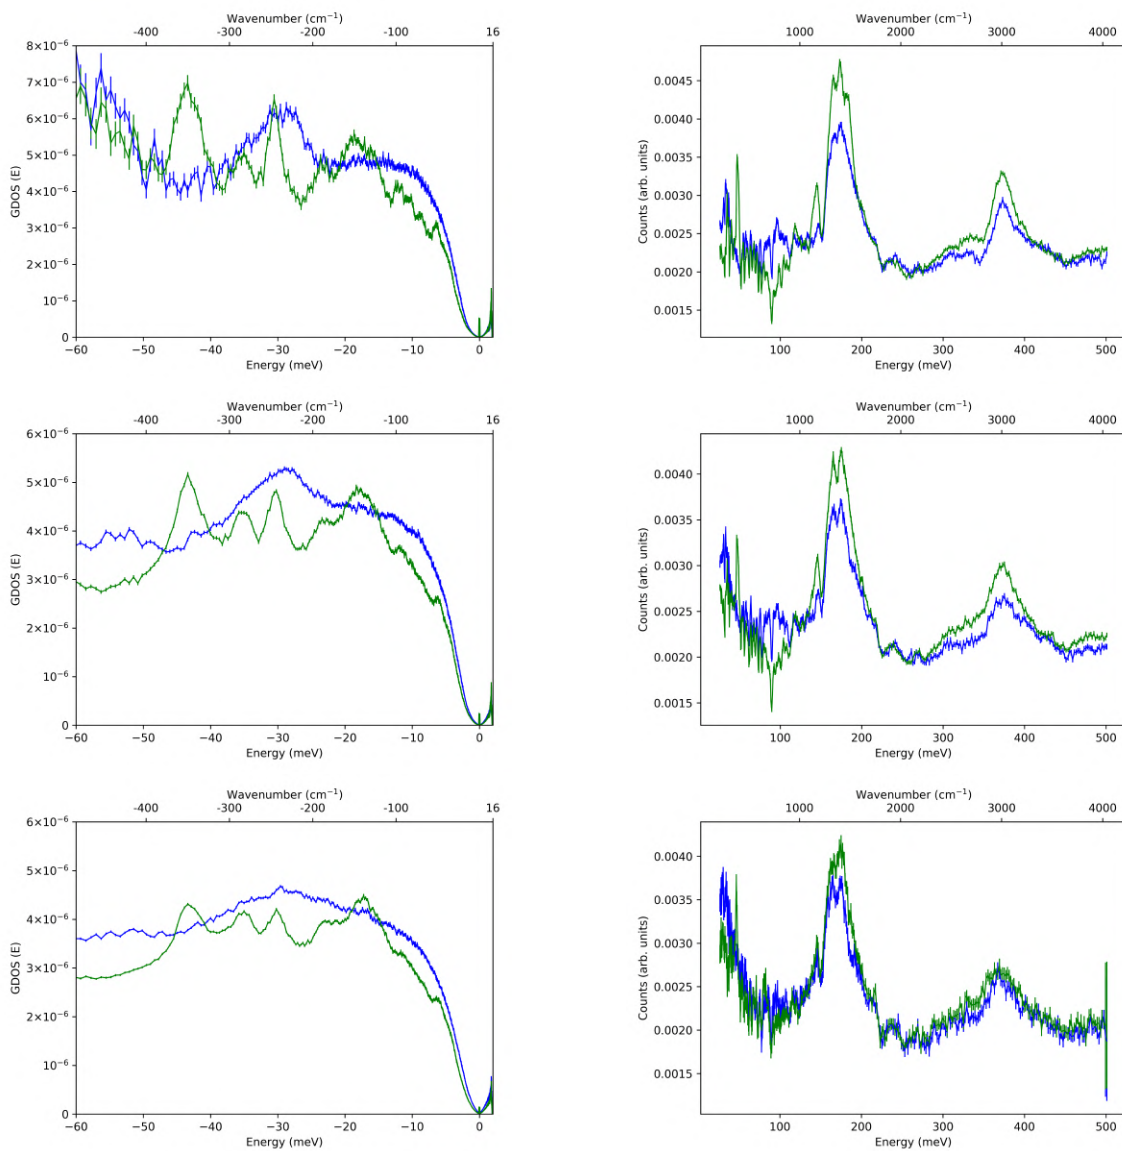 Wavenumber (cm⁻¹)
-400 -300 -200 -100 16
8×10⁻⁶
7×10⁻⁶
6×10⁻⁶
5×10⁻⁶
4×10⁻⁶
3×10⁻⁶
2×10⁻⁶
10⁻⁶
0
GDOS (E)
−60 −50 −40 −30 −20 −10 0
Energy (meV)
Wavenumber (cm⁻¹)
1000 2000 3000 4000
0.0045
0.0040
0.0035
0.0030
0.0025
0.0020
0.0015
Counts (arb. units)
100 200 300 400 500
Energy (meV)
Wavenumber (cm⁻¹)
-400 -300 -200 -100 16
6×10⁻⁶
5×10⁻⁶
4×10⁻⁶
3×10⁻⁶
2×10⁻⁶
10⁻⁶
0
GDOS (E)
−60 −50 −40 −30 −20 −10 0
Energy (meV)
Wavenumber (cm⁻¹)
1000 2000 3000 4000
0.0040
0.0035
0.0030
0.0025
0.0020
0.0015
Counts (arb. units)
100 200 300 400 500
Energy (meV)
Wavenumber (cm⁻¹)
-400 -300 -200 -100 16
6×10⁻⁶
5×10⁻⁶
4×10⁻⁶
3×10⁻⁶
2×10⁻⁶
10⁻⁶
0
GDOS (E)
−60 −50 −40 −30 −20 −10 0
Energy (meV)
Wavenumber (cm⁻¹)
1000 2000 3000 4000
0.0040
0.0035
0.0030
0.0025
0.0020
0.0015
Counts (arb. units)
100 200 300 400 500
Energy (meV)